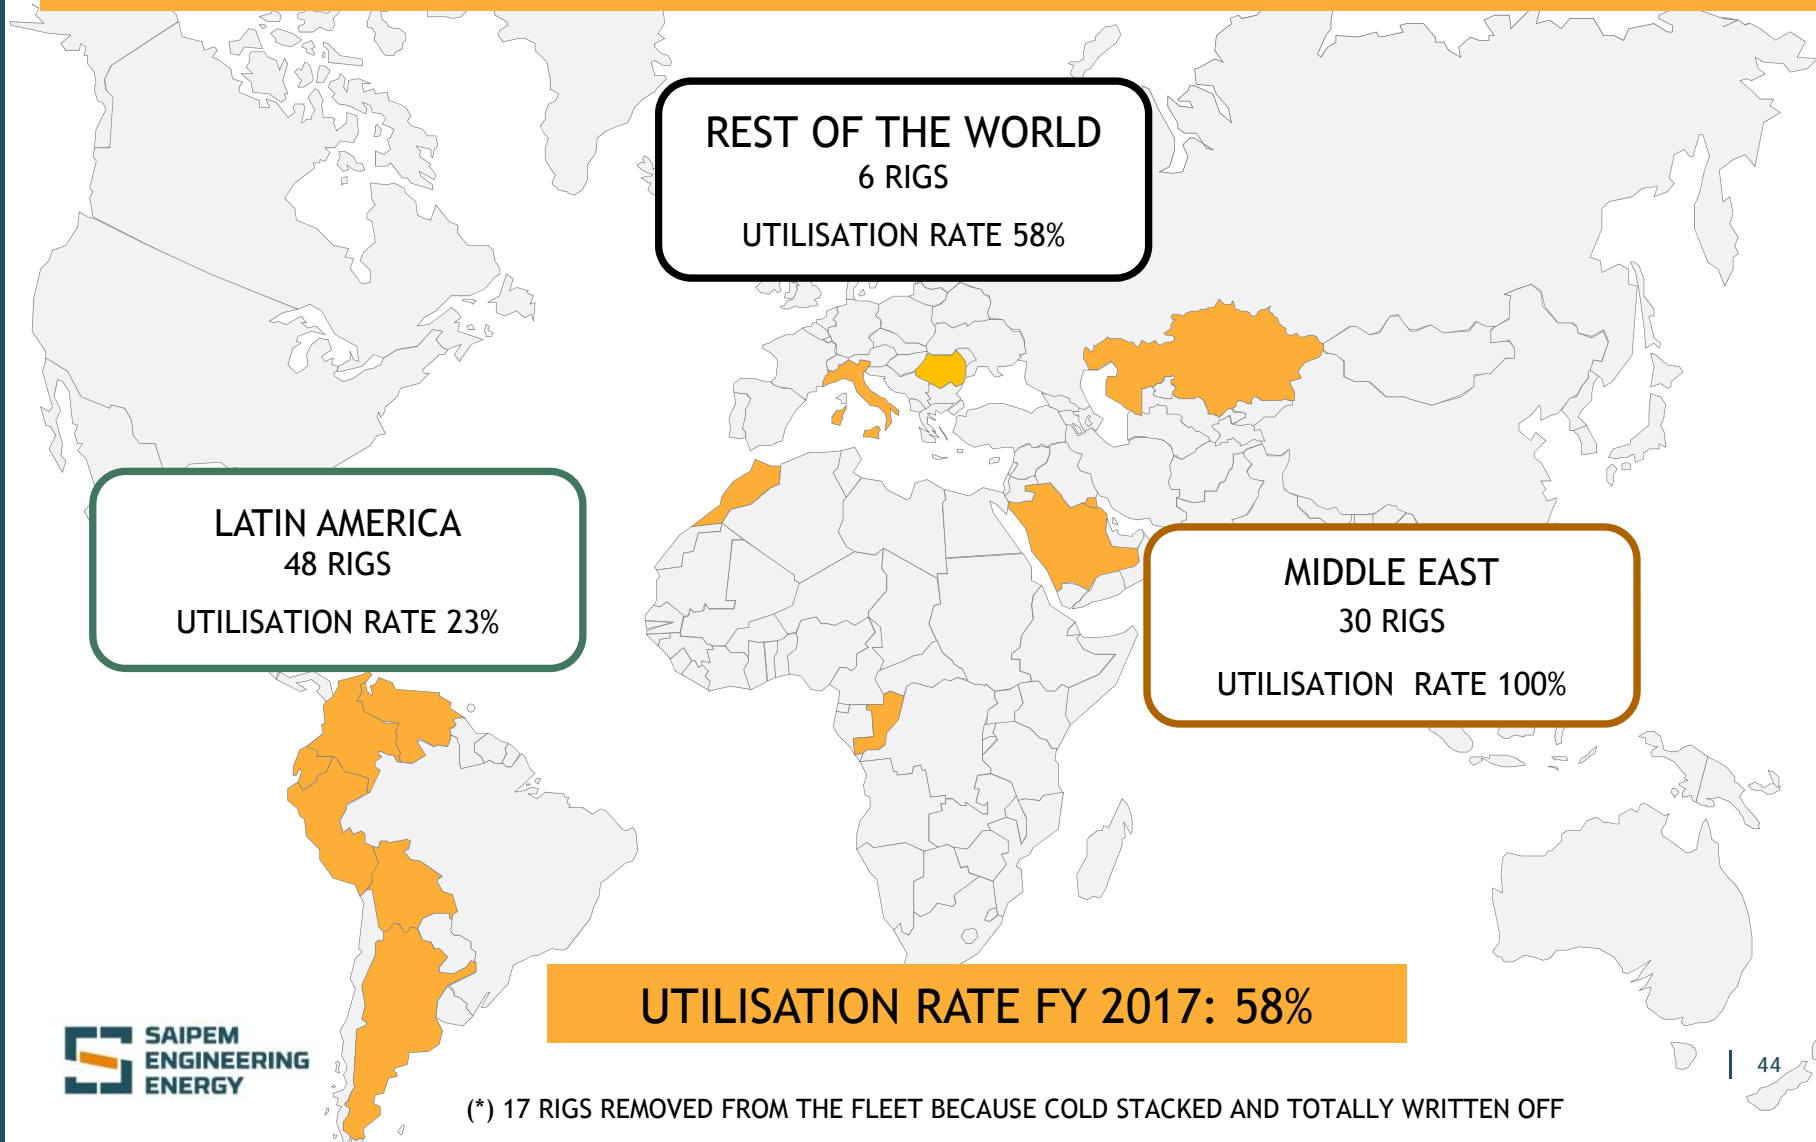 REST OF THE WORLD
6 RIGS
UTILISATION RATE 58%
LATIN AMERICA
48 RIGS
UTILISATION RATE 23%
MIDDLE EAST
30 RIGS
UTILISATION RATE 100%
UTILISATION RATE FY 2017: 58%
SAIPEM
ENGINEERING
ENERGY
44
(*) 17 RIGS REMOVED FROM THE FLEET BECAUSE COLD STACKED AND TOTALLY WRITTEN OFF